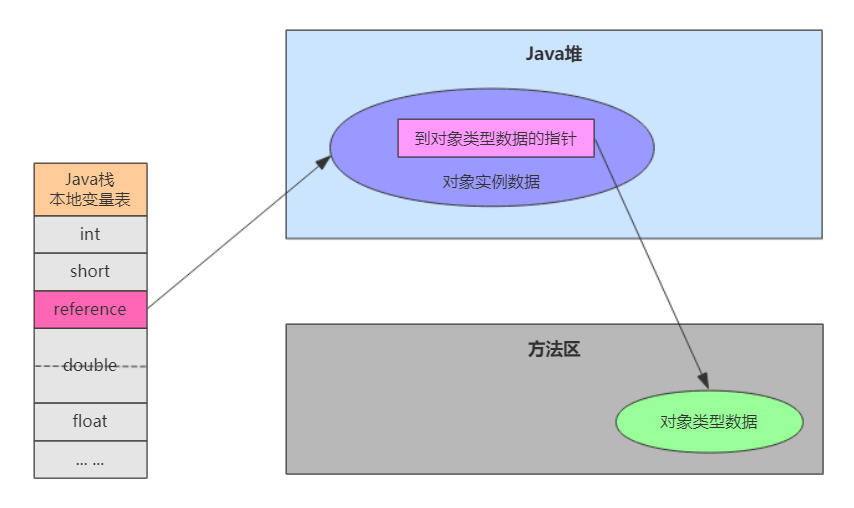 Java堆
到对象类型数据的指针
对象实例数据
Java栈
本地变量表
int
short
reference
double
float
... ...
方法区
对象类型数据